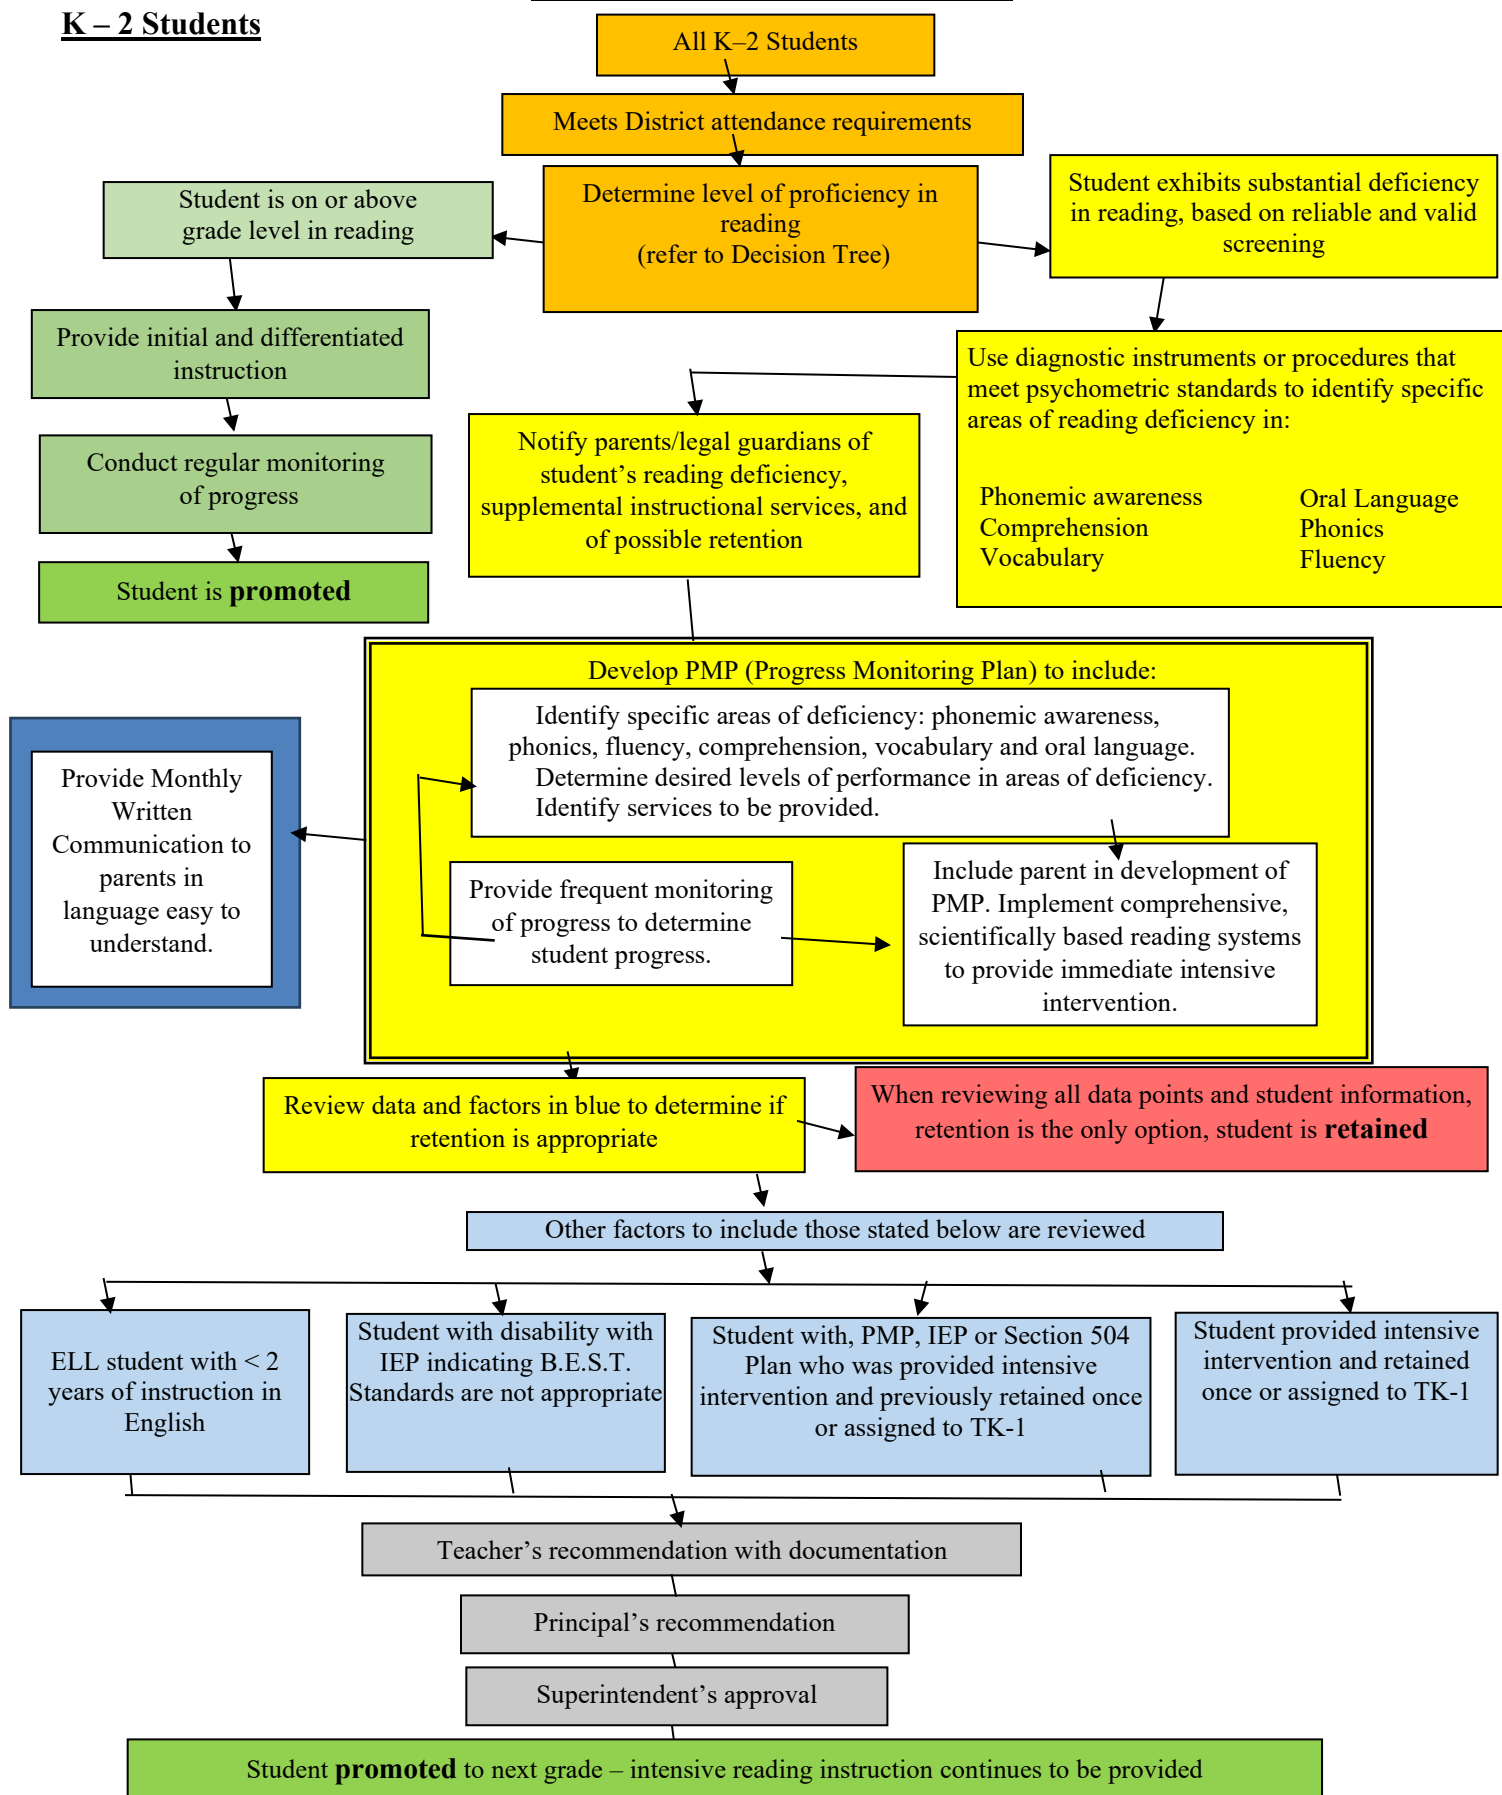 K – 2 Students
All K–2 Students
Meets District attendance requirements
Determine level of proficiency in
reading
(refer to Decision Tree)
Student is on or above
grade level in reading
Student exhibits substantial deficiency
in reading, based on reliable and valid
screening
Provide initial and differentiated
instruction
Use diagnostic instruments or procedures that
meet psychometric standards to identify specific
areas of reading deficiency in:
Phonemic awareness
Comprehension
Vocabulary
Oral Language
Phonics
Fluency
Conduct regular monitoring
of progress
Notify parents/legal guardians of
student’s reading deficiency,
supplemental instructional services, and
of possible retention
Student is promoted
Develop PMP (Progress Monitoring Plan) to include:
Identify specific areas of deficiency: phonemic awareness,
phonics, fluency, comprehension, vocabulary and oral language.
Determine desired levels of performance in areas of deficiency.
Identify services to be provided.
Provide Monthly
Written
Communication to
parents in
language easy to
understand.
Provide frequent monitoring
of progress to determine
student progress.
Include parent in development of
PMP. Implement comprehensive,
scientifically based reading systems
to provide immediate intensive
intervention.
Review data and factors in blue to determine if
retention is appropriate
When reviewing all data points and student information,
retention is the only option, student is retained
Other factors to include those stated below are reviewed
ELL student with < 2
years of instruction in
English
Student with disability with
IEP indicating B.E.S.T.
Standards are not appropriate
Student with, PMP, IEP or Section 504
Plan who was provided intensive
intervention and previously retained once
or assigned to TK-1
Student provided intensive
intervention and retained
once or assigned to TK-1
Teacher’s recommendation with documentation
Principal’s recommendation
Superintendent’s approval
Student promoted to next grade – intensive reading instruction continues to be provided